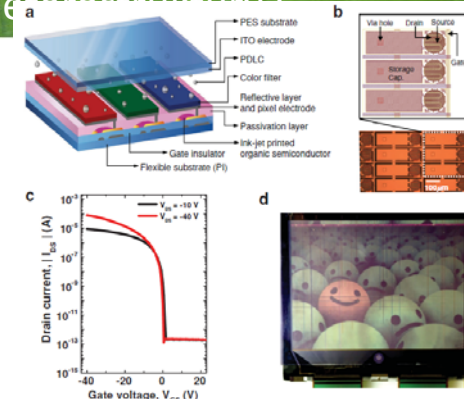 a
PES substrate
ITO electrode
PDLC
Color filter
Reflective layer
and pixel electrode
Passivation layer
Ink-jet printed
organic semiconductor
Gate insulator
Flexible substrate (PI)
b
Via hole
Drain
Source
Gate
Storage
Cap.
100μm
c
V_DS = -10 V
V_DS = -40 V
Drain current, | I_DS | (A)
10⁻³
10⁻⁵
10⁻⁷
10⁻⁹
10⁻¹¹
10⁻¹³
10⁻¹⁵
-40
-20
0
20
Gate voltage, V_GS (V)
d